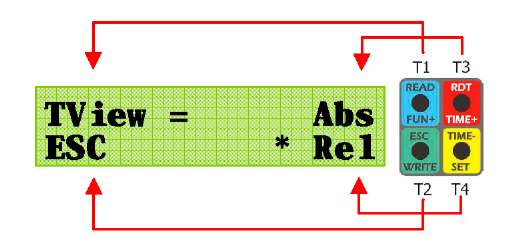 T1 T3
TView = Abs
ESC * Rel
READ RDT
FUN+ TIME+
ESC TIME-
WRITE SET
T2 T4